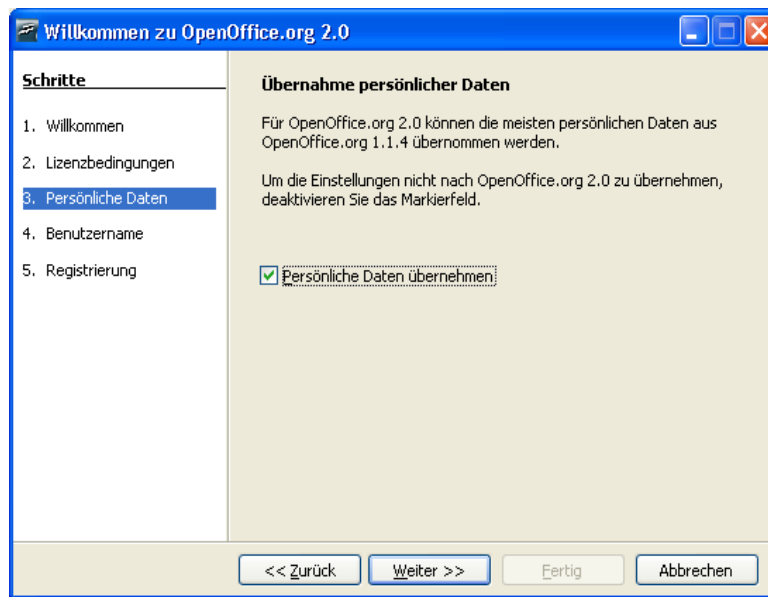 Willkommen zu OpenOffice.org 2.0
Schritte
1. Willkommen
2. Lizenzbedingungen
3. Persönliche Daten
4. Benutzername
5. Registrierung
Übernahme persönlicher Daten
Für OpenOffice.org 2.0 können die meisten persönlichen Daten aus
OpenOffice.org 1.1.4 übernommen werden.
Um die Einstellungen nicht nach OpenOffice.org 2.0 zu übernehmen,
deaktivieren Sie das Markierfeld.
Persönliche Daten übernehmen
<< Zurück
Weiter >>
Fertig
Abbrechen